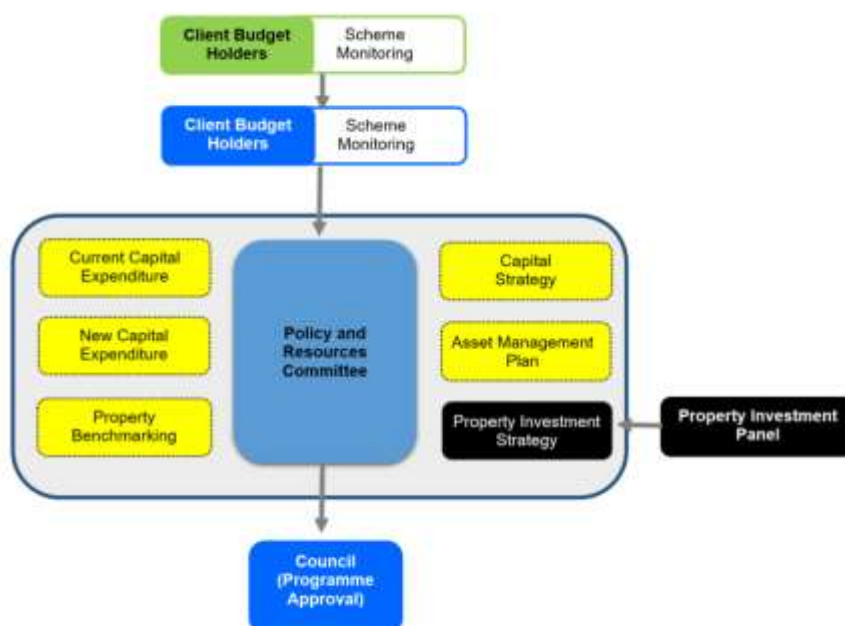 Client Budget
Holders
Scheme
Monitoring
Client Budget
Holders
Scheme
Monitoring
Current Capital
Expenditure
New Capital
Expenditure
Property
Benchmarking
Policy and
Resources
Committee
Capital
Strategy
Asset Management
Plan
Property Investment
Strategy
Property Investment
Panel
Council
(Programme
Approval)